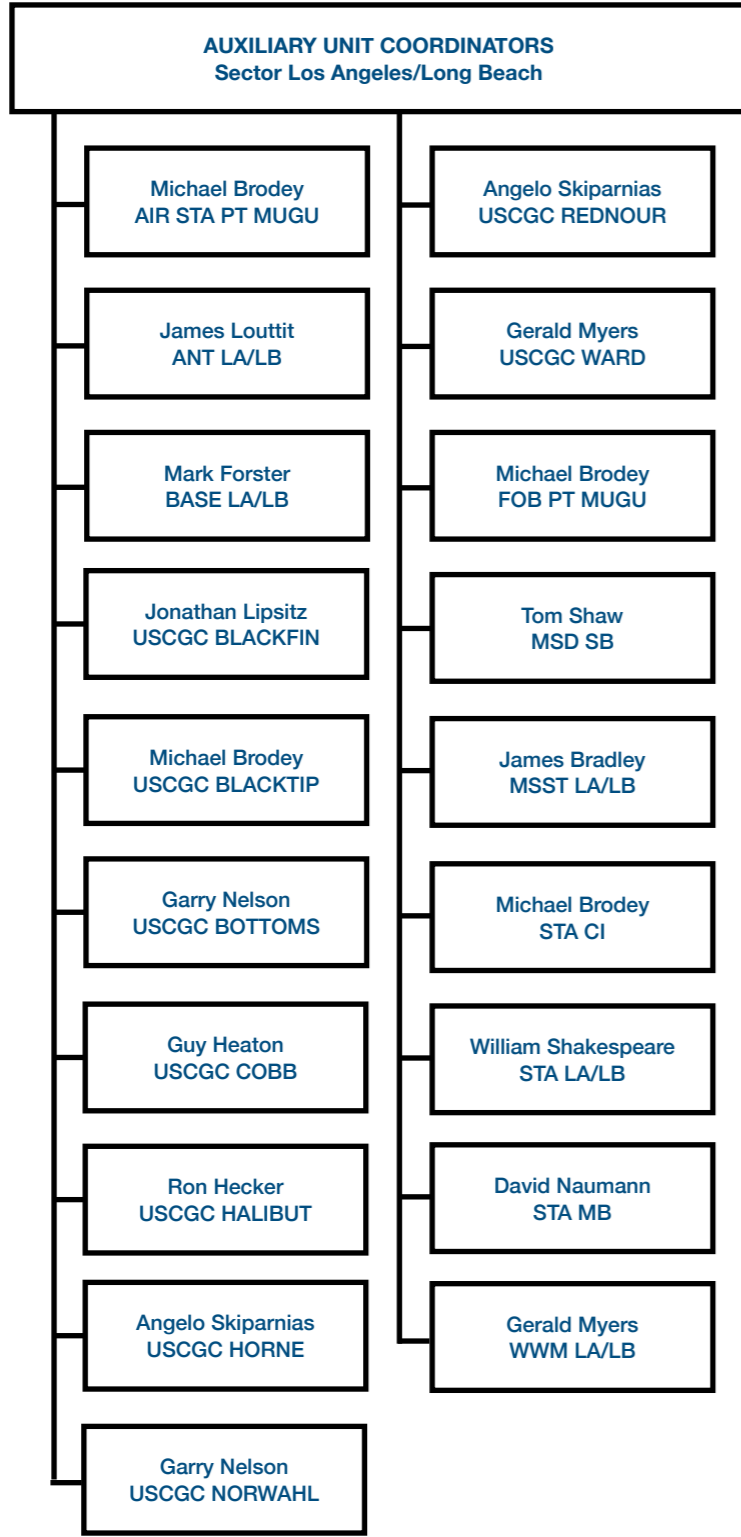 AUXILIARY UNIT COORDINATORS
Sector Los Angeles/Long Beach
Michael Brodey
AIR STA PT MUGU
James Louttit
ANT LA/LB
Mark Forster
BASE LA/LB
Jonathan Lipsitz
USCGC BLACKFIN
Michael Brodey
USCGC BLACKTIP
Garry Nelson
USCGC BOTTOMS
Guy Heaton
USCGC COBB
Ron Hecker
USCGC HALIBUT
Angelo Skiparnias
USCGC HORNE
Garry Nelson
USCGC NORWAHL
Angelo Skiparnias
USCGC REDNOUR
Gerald Myers
USCGC WARD
Michael Brodey
FOB PT MUGU
Tom Shaw
MSD SB
James Bradley
MSST LA/LB
Michael Brodey
STA CI
William Shakespeare
STA LA/LB
David Naumann
STA MB
Gerald Myers
WWM LA/LB